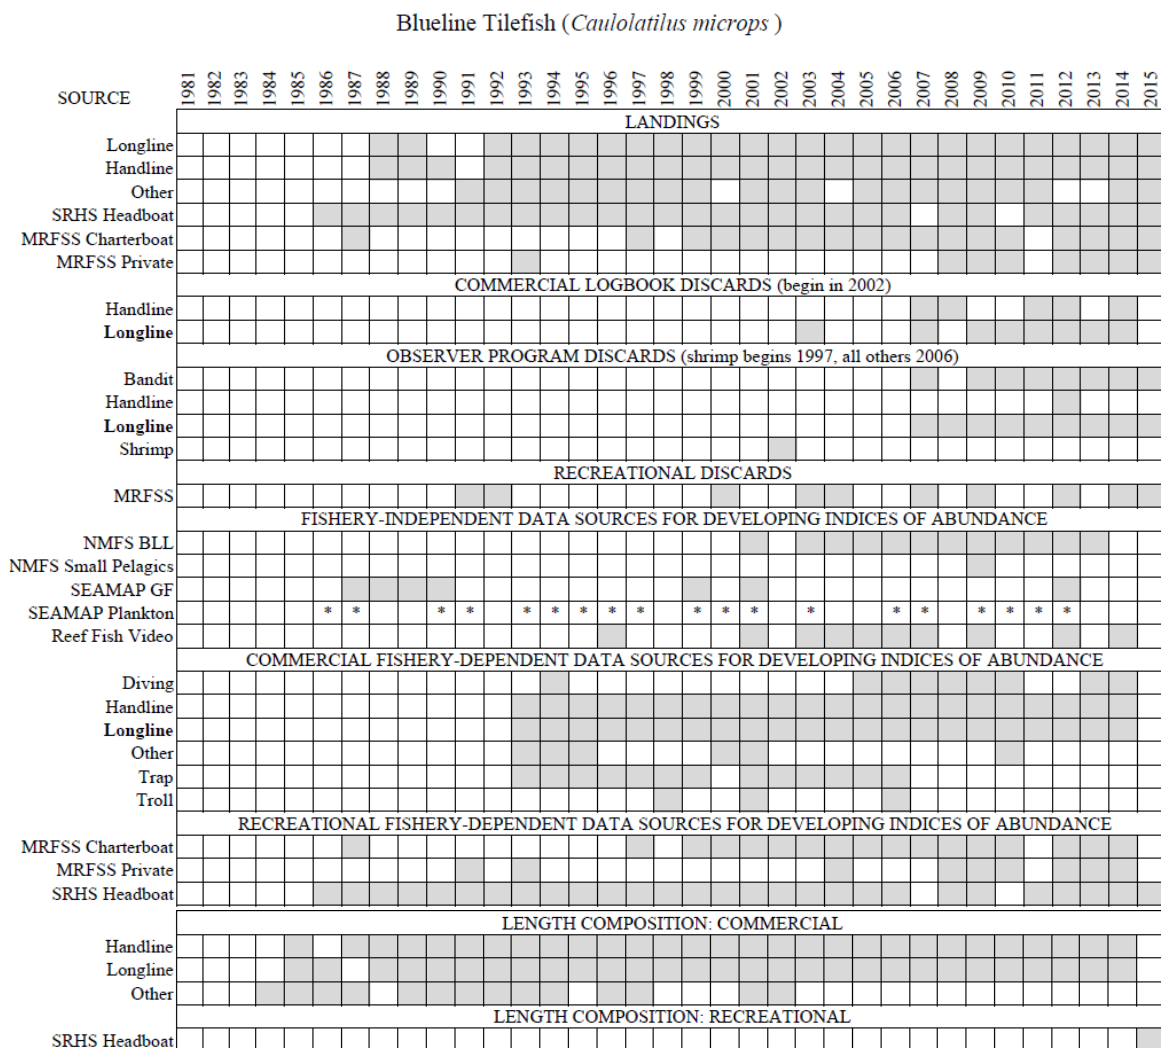 Blueline Tilefish (Caulolatilus microps )
SOURCE 1981 1982 1983 1984 1985 1986 1987 1988 1989 1990 1991 1992 1993 1994 1995 1996 1997 1998 1999 2000 2001 2002 2003 2004 2005 2006 2007 2008 2009 2010 2011 2012 2013 2014 2015
LANDINGS
Longline
Handline
Other
SRHS Headboat
MRFSS Charterboat
MRFSS Private
COMMERCIAL LOGBOOK DISCARDS (begin in 2002)
Handline
Longline
OBSERVER PROGRAM DISCARDS (shrimp begins 1997, all others 2006)
Bandit
Handline
Longline
Shrimp
RECREATIONAL DISCARDS
MRFSS
FISHERY-INDEPENDENT DATA SOURCES FOR DEVELOPING INDICES OF ABUNDANCE
NMFS BLL
NMFS Small Pelagics
SEAMAP GF
SEAMAP Plankton * * * * * * * * * * * * * * * * * * *
Reef Fish Video
COMMERCIAL FISHERY-DEPENDENT DATA SOURCES FOR DEVELOPING INDICES OF ABUNDANCE
Diving
Handline
Longline
Other
Trap
Troll
RECREATIONAL FISHERY-DEPENDENT DATA SOURCES FOR DEVELOPING INDICES OF ABUNDANCE
MRFSS Charterboat
MRFSS Private
SRHS Headboat
LENGTH COMPOSITION: COMMERCIAL
Handline
Longline
Other
LENGTH COMPOSITION: RECREATIONAL
SRHS Headboat